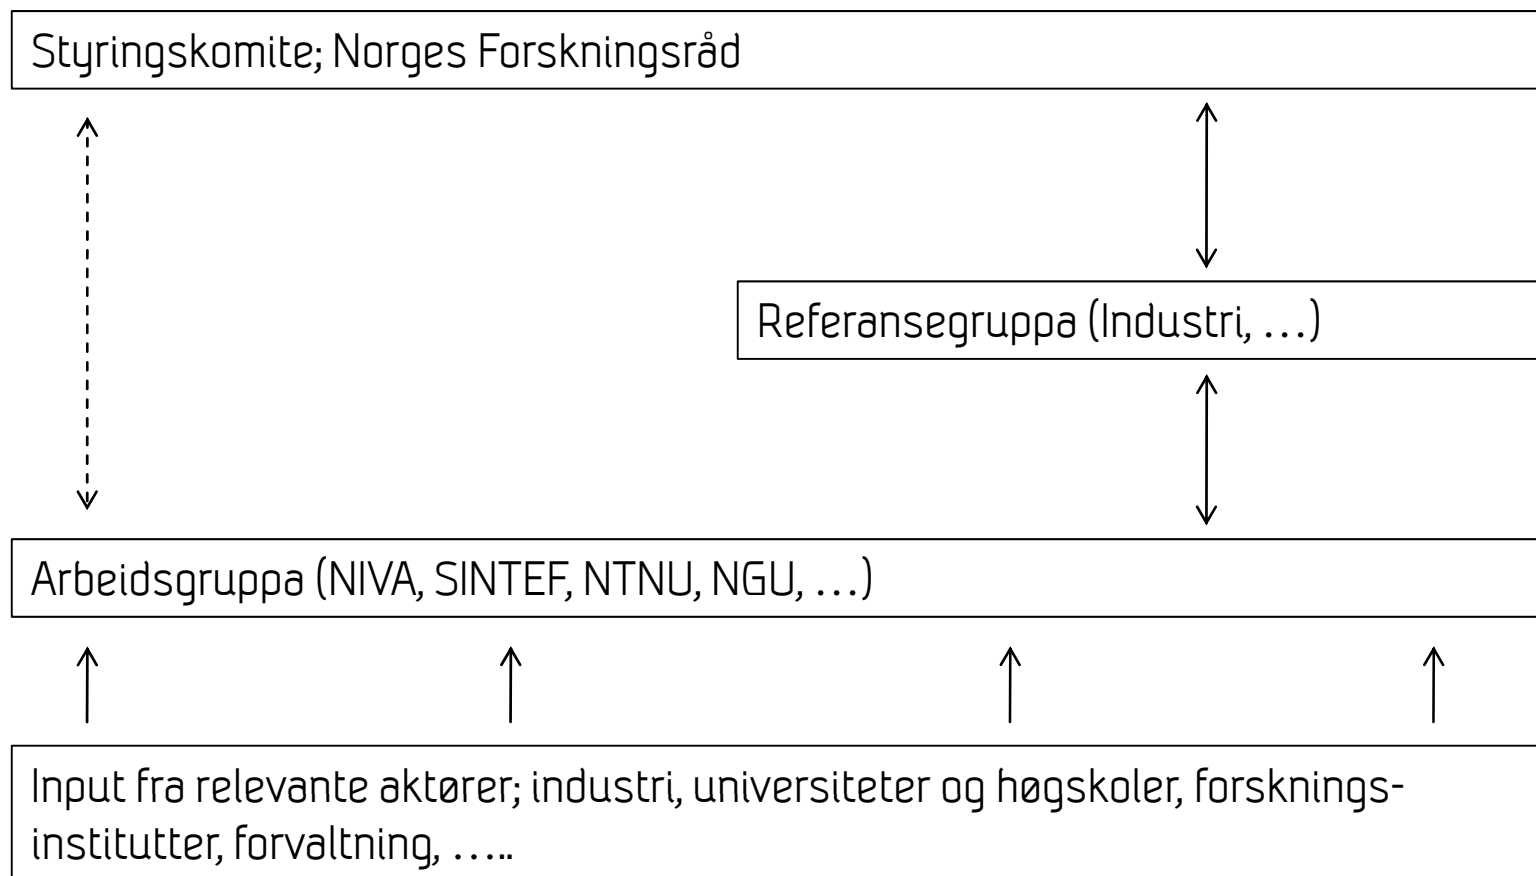 Styringskomite; Norges Forskningsråd
Referansegruppa (Industri, …)
Arbeidsgruppa (NIVA, SINTEF, NTNU, NGU, …)
Input fra relevante aktører; industri, universiteter og høgskoler, forsknings-
institutter, forvaltning, …..